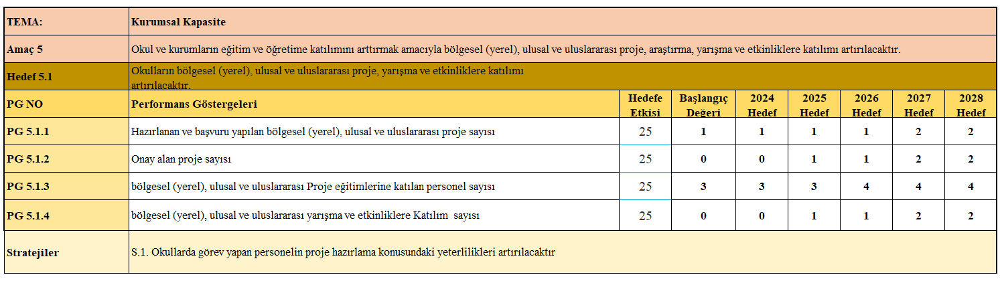 TEMA: Kurumsal Kapasite
Amaç 5 Okul ve kurumların eğitim ve öğretime katılımını arttırmak amacıyla bölgesel (yerel), ulusal ve uluslararası proje, araştırma, yarışma ve etkinliklere katılımı artırılacaktır.
Hedef 5.1 Okulların bölgesel (yerel), ulusal ve uluslararası proje, yarışma ve etkinliklere katılımı
artırılacaktır.
PG NO Performans Göstergeleri Hedefe Etkisi Başlangıç Değeri 2024 Hedef 2025 Hedef 2026 Hedef 2027 Hedef 2028 Hedef
PG 5.1.1 Hazırlanan ve başvuru yapılan bölgesel (yerel), ulusal ve uluslararası proje sayısı 25 1 1 1 1 2 2
PG 5.1.2 Onay alan proje sayısı 25 0 0 1 1 2 2
PG 5.1.3 bölgesel (yerel), ulusal ve uluslararası Proje eğitimlerine katılan personel sayısı 25 3 3 3 4 4 4
PG 5.1.4 bölgesel (yerel), ulusal ve uluslararası yarışma ve etkinliklere Katılım sayısı 25 0 0 1 1 2 2
Stratejiler S.1. Okullarda görev yapan personelin proje hazırlama konusundaki yeterlilikleri artırılacaktır